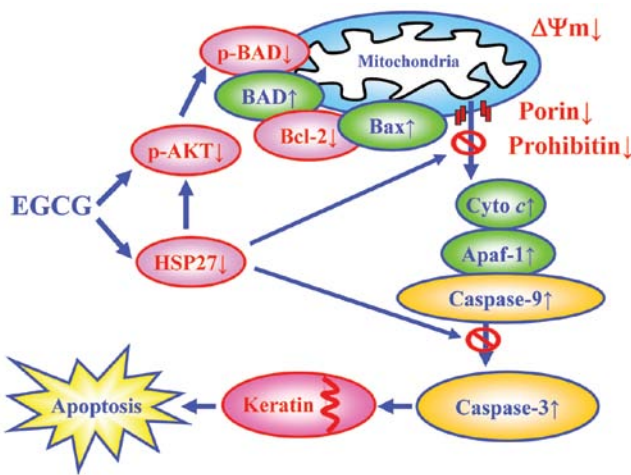 p-BAD↓
Mitochondria
ΔΨm↓
BAD↑
Bcl-2↓
Bax↑
Porin↓
Prohibitin↓
p-AKT↓
EGCG
HSP27↓
Cyto c↑
Apaf-1↑
Caspase-9↑
Apoptosis
Keratin
Caspase-3↑